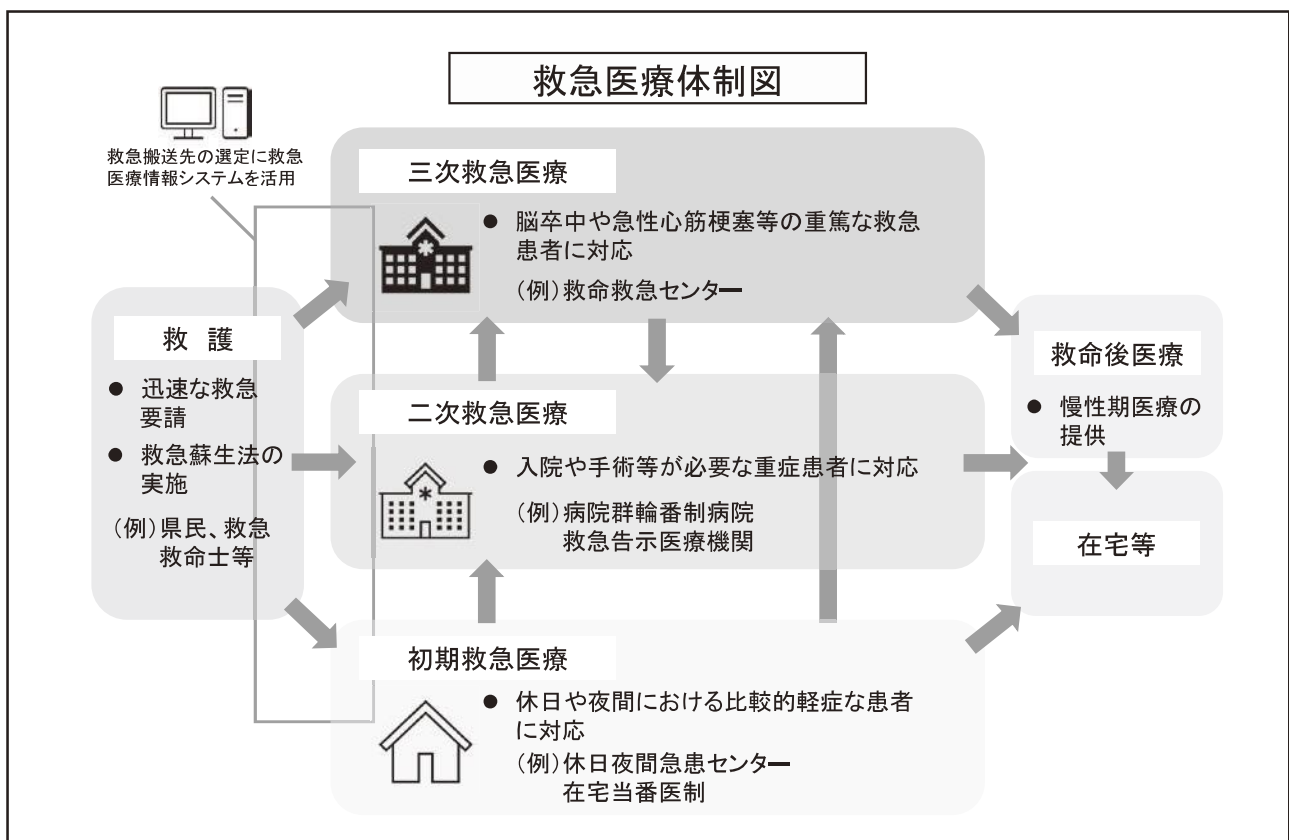 救急医療体制図
救急搬送先の選定に救急
医療情報システムを活用
三次救急医療
● 脳卒中や急性心筋梗塞等の重篤な救急
患者に対応
（例）救命救急センター
救 護
● 迅速な救急
要請
● 救急蘇生法の
実施
（例）県民、救急
救命士等
二次救急医療
● 入院や手術等が必要な重症患者に対応
（例）病院群輪番制病院
救急告示医療機関
初期救急医療
● 休日や夜間における比較的軽症な患者
に対応
（例）休日夜間急患センター
在宅当番医制
救命後医療
● 慢性期医療の
提供
在宅等